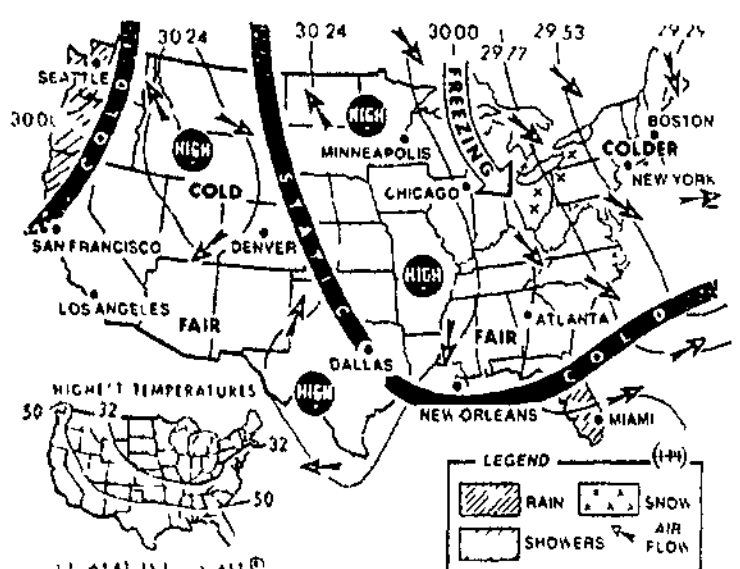 30 24
30 24
30 00
29 77
29 53
SEATTLE
COLD
FREEZING
HIGH
HIGH
BOSTON
COLDER
MINNEAPOLIS
NEW YORK
CHICAGO
COLD
STATIC
SAN FRANCISCO
DENVER
HIGH
LOS ANGELES
FAIR
FAIR
ATLANTA
COLD
DALLAS
HIGH
NEW ORLEANS
MIAMI
HIGHEST TEMPERATURES
50
32
32
50
LEGEND
RAIN
SNOW
SHOWERS
AIR
FLOW